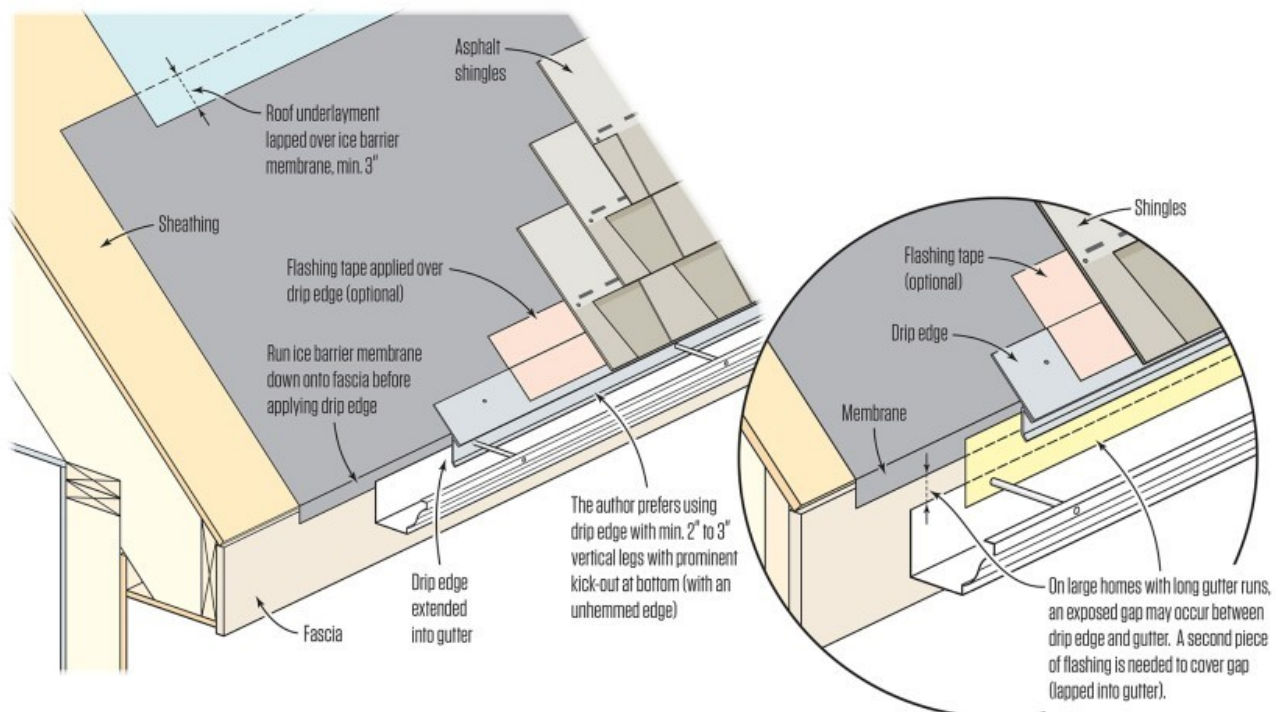 Asphalt
shingles
Roof underlayment
lapped over ice barrier
membrane, min. 3"
Sheathing
Flashing tape applied over
drip edge (optional)
Run ice barrier membrane
down onto fascia before
applying drip edge
Fascia
Drip edge
extended
into gutter
The author prefers using
drip edge with min. 2" to 3"
vertical legs with prominent
kick-out at bottom (with an
unhemmed edge)
Shingles
Flashing tape
(optional)
Drip edge
Membrane
On large homes with long gutter runs,
an exposed gap may occur between
drip edge and gutter. A second piece
of flashing is needed to cover gap
(lapped into gutter).